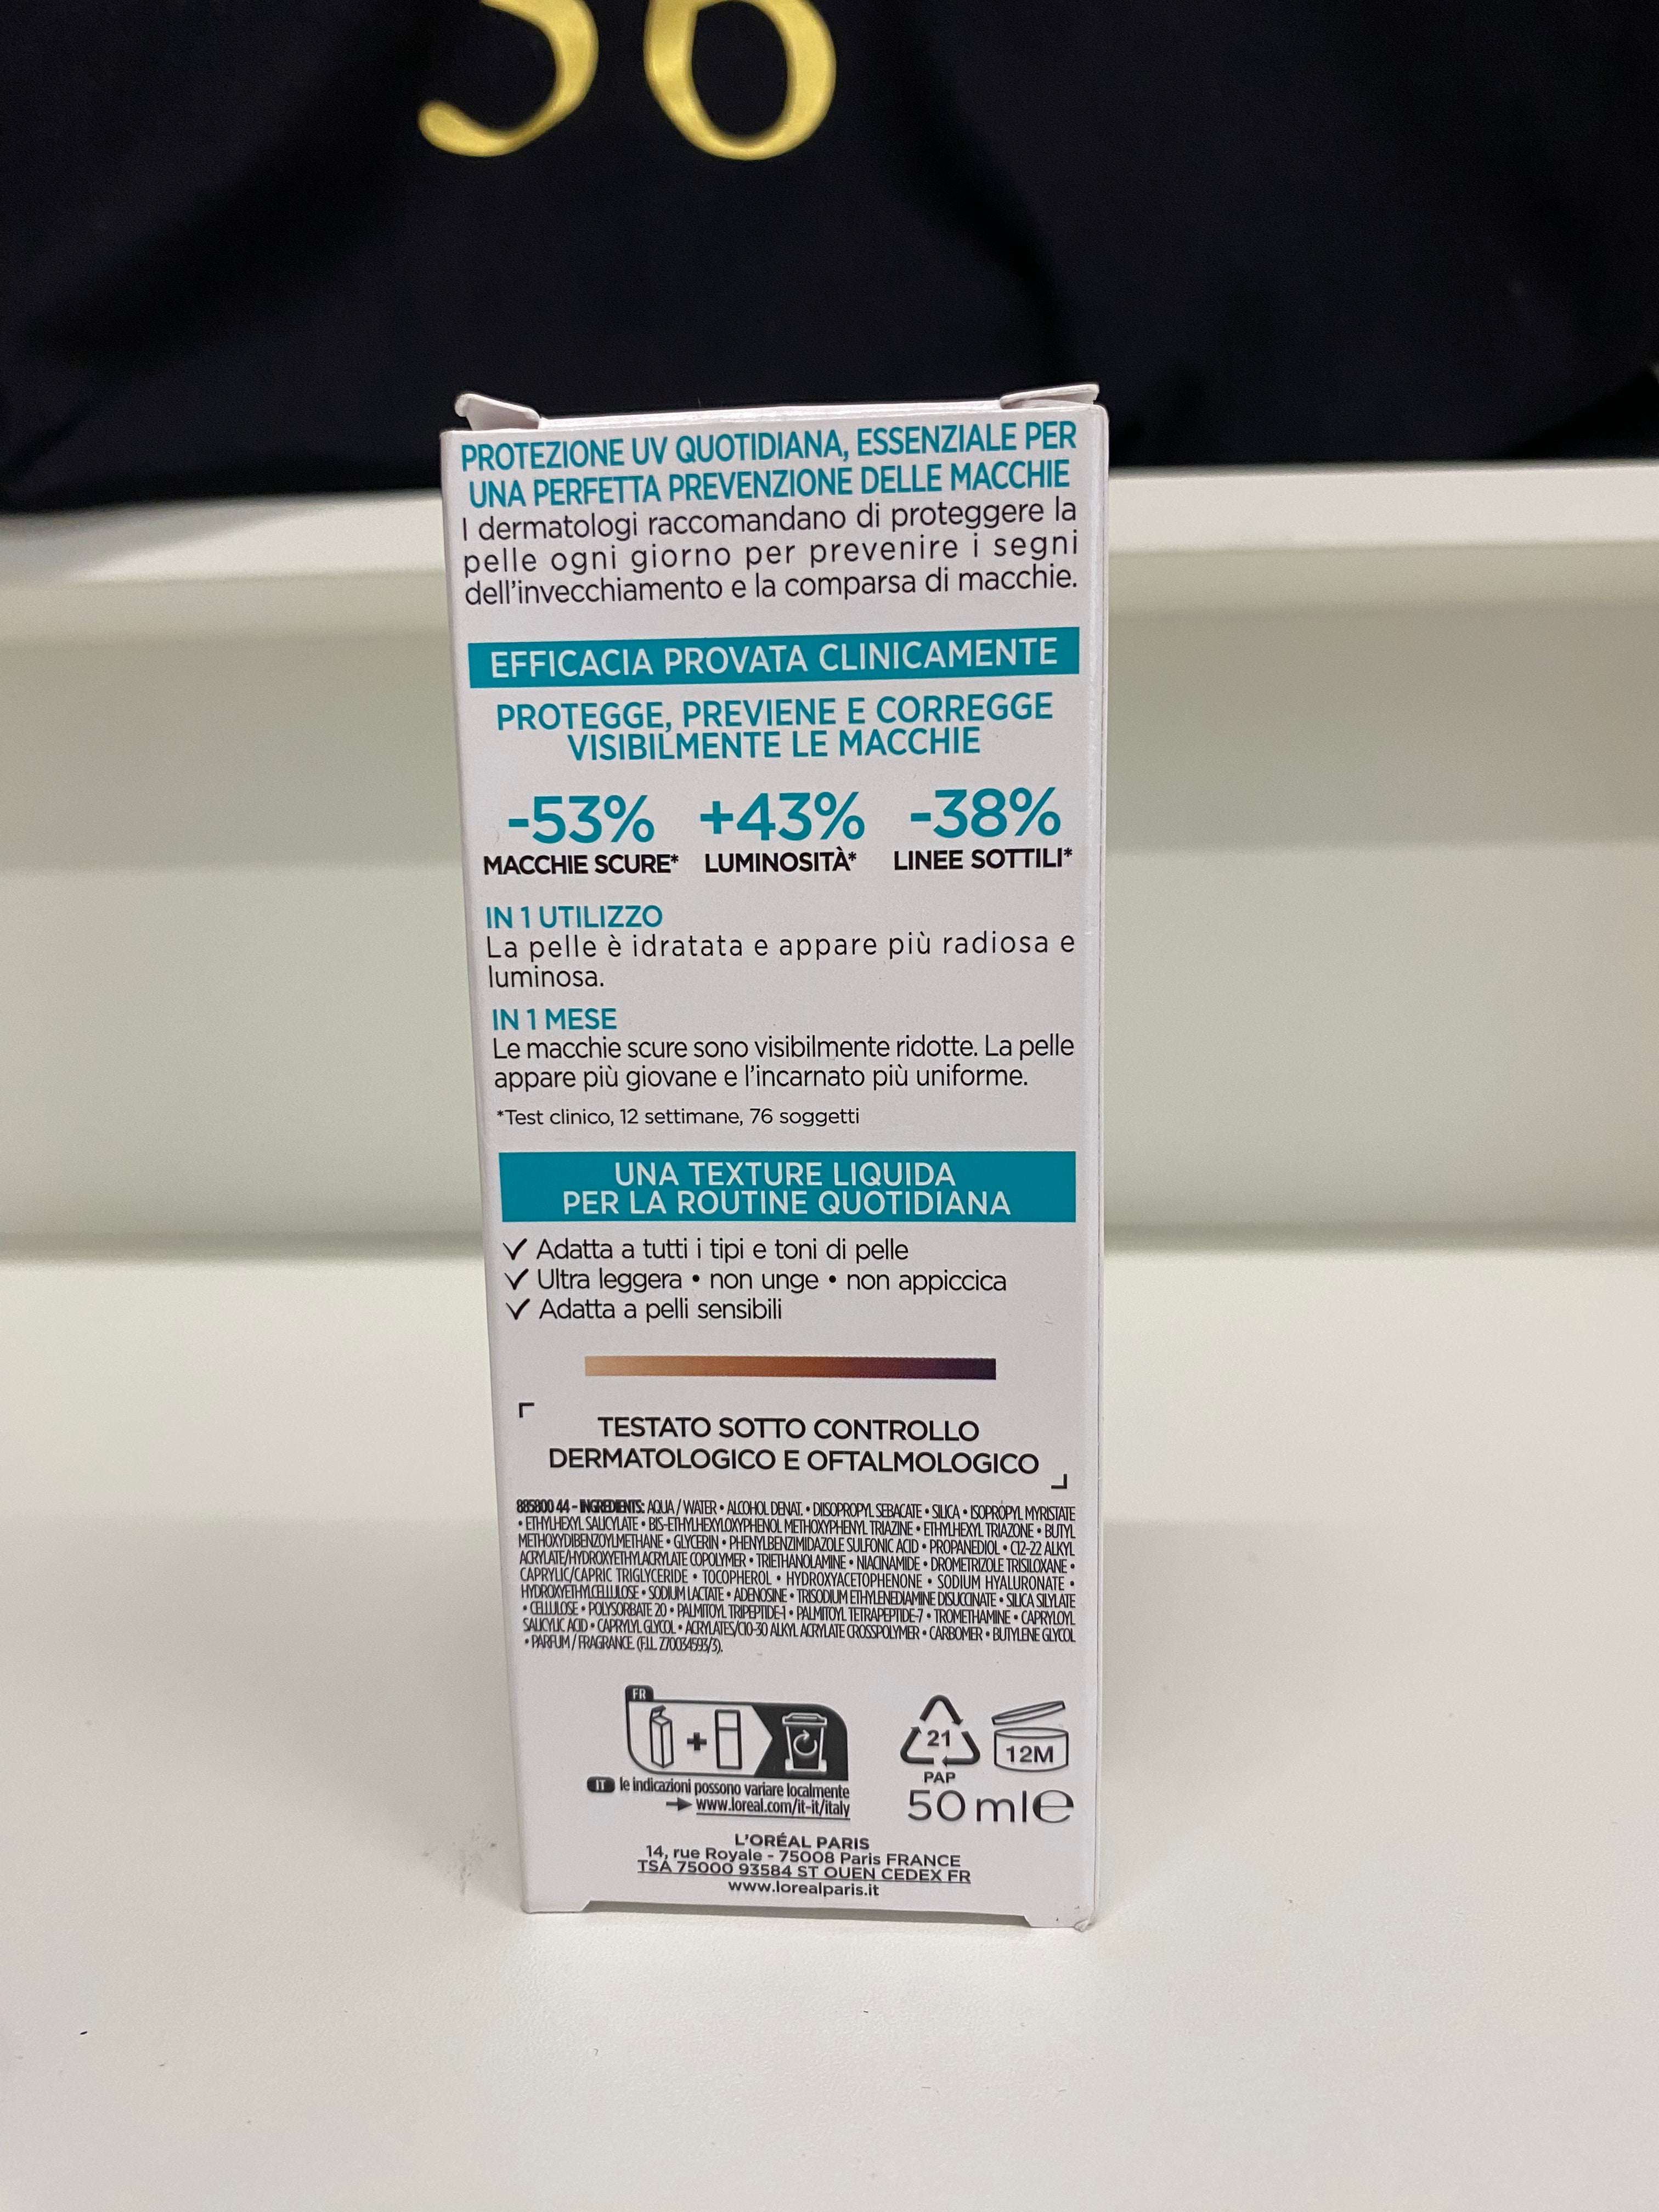 36
PROTEZIONE UV QUOTIDIANA, ESSENZIALE PER
UNA PERFETTA PREVENZIONE DELLE MACCHIE
I dermatologi raccomandano di proteggere la
pelle ogni giorno per prevenire i segni
dell'invecchiamento e la comparsa di macchie.
EFFICACIA PROVATA CLINICAMENTE
PROTEGGE, PREVIENE E CORREGGE
VISIBILMENTE LE MACCHIE
-53% +43% -38%
MACCHIE SCURE* LUMINOSITÀ* LINEE SOTTILI*
IN 1 UTILIZZO
La pelle è idratata e appare più radiosa e
luminosa.
IN 1 MESE
Le macchie scure sono visibilmente ridotte. La pelle
appare più giovane e l'incarnato più uniforme.
*Test clinico, 12 settimane, 76 soggetti
UNA TEXTURE LIQUIDA
PER LA ROUTINE QUOTIDIANA
✓ Adatta a tutti i tipi e toni di pelle
✓ Ultra leggera • non unge • non appiccica
✓ Adatta a pelli sensibili
TESTATO SOTTO CONTROLLO
DERMATOLOGICO E OFTALMOLOGICO
885800 44 - INGREDIENTS: AQUA / WATER • ALCOHOL DENAT. • DIISOPROPYL SEBACATE • SILICA • ISOPROPYL MYRISTATE
• ETHYLHEXYL SALICYLATE • BIS-ETHYLHEXYLOXYPHENOL METHOXYPHENYL TRIAZINE • ETHYLHEXYL TRIAZONE • BUTYL
METHOXYDIBENZOYLMETHANE • GLYCERIN • PHENYLBENZIMIDAZOLE SULFONIC ACID • PROPANEDIOL • C12-22 ALKYL
ACRYLATE/HYDROXYETHYLACRYLATE COPOLYMER • TRIETHANOLAMINE • NIACINAMIDE • DROMETRIZOLE TRISILOXANE •
CAPRYLIC/CAPRIC TRIGLYCERIDE • TOCOPHEROL • HYDROXYACETOPHENONE • SODIUM HYALURONATE •
HYDROXYETHYLCELLULOSE • SODIUM LACTATE • ADENOSINE • TRISODIUM ETHYLENEDIAMINE DISUCCINATE • SILICA SILYLATE
• CELLULOSE • POLYSORBATE 20 • PALMITOYL TRIPEPTIDE-1 • PALMITOYL TETRAPEPTIDE-7 • TROMETHAMINE • CAPRYLOYL
SALICYLIC ACID • CAPRYLYL GLYCOL • ACRYLATES/C10-30 ALKYL ACRYLATE CROSSPOLYMER • CARBOMER • BUTYLENE GLYCOL
• PARFUM / FRAGRANCE. (F.I.L. Z70034593/3).
FR
21
PAP
12M
IT le indicazioni possono variare localmente
www.loreal.com/it-it/italy
50 ml e
L'ORÉAL PARIS
14, rue Royale - 75008 Paris FRANCE
TSA 75000 93584 ST OUEN CEDEX FR
www.lorealparis.it